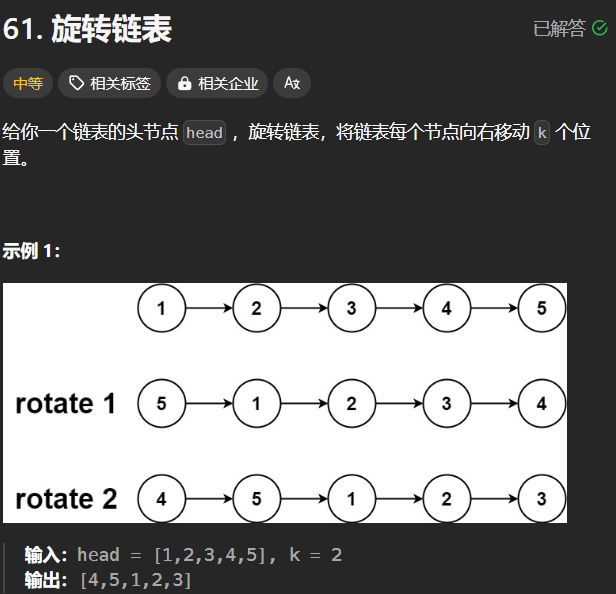 61. 旋转链表
已解答
中等 相关标签 相关企业 Aa
给你一个链表的头节点 head ，旋转链表，将链表每个节点向右移动 k 个位
置。
示例 1：
1 2 3 4 5
rotate 1 5 1 2 3 4
rotate 2 4 5 1 2 3
输入：head = [1,2,3,4,5], k = 2
输出：[4,5,1,2,3]